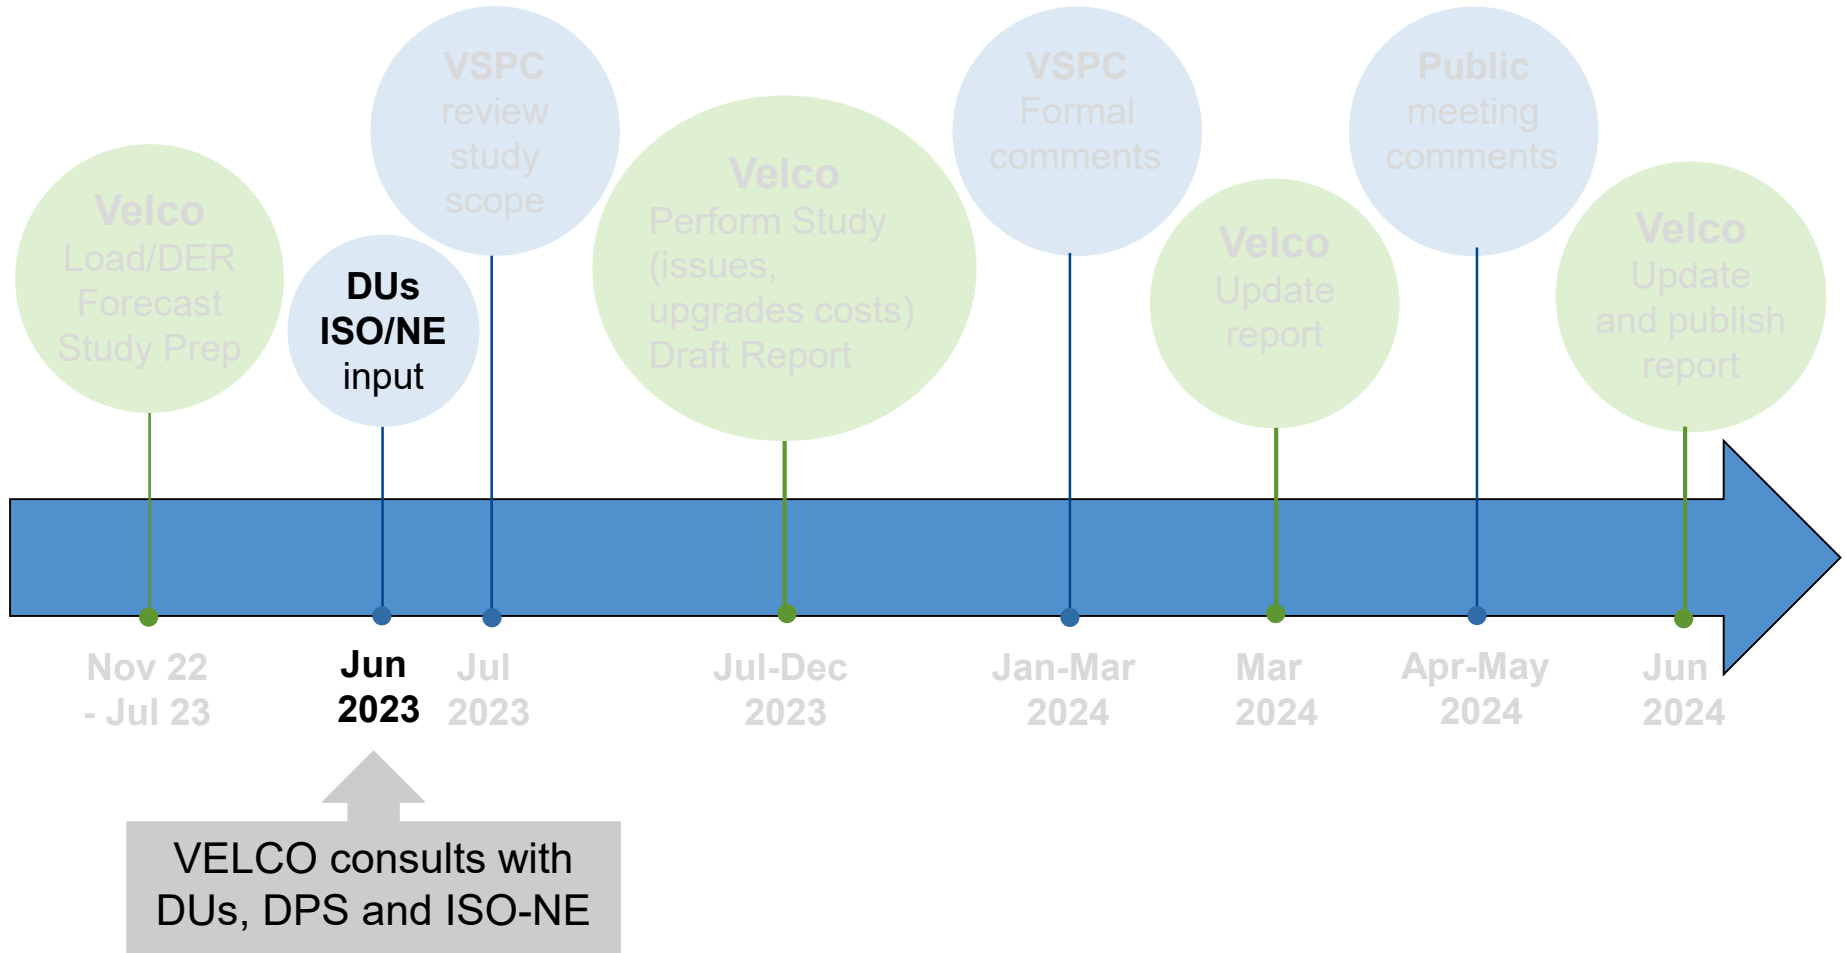 Velco
Load/DER
Forecast
Study Prep
DUs
ISO/NE
input
VSPC
review
study
scope
Velco
Perform Study
(issues,
upgrades costs)
Draft Report
VSPC
Formal
comments
Velco
Update
report
Public
meeting
comments
Velco
Update
and publish
report
Nov 22
- Jul 23
Jun
2023
Jul
2023
Jul-Dec
2023
Jan-Mar
2024
Mar
2024
Apr-May
2024
Jun
2024
VELCO consults with
DUs, DPS and ISO-NE